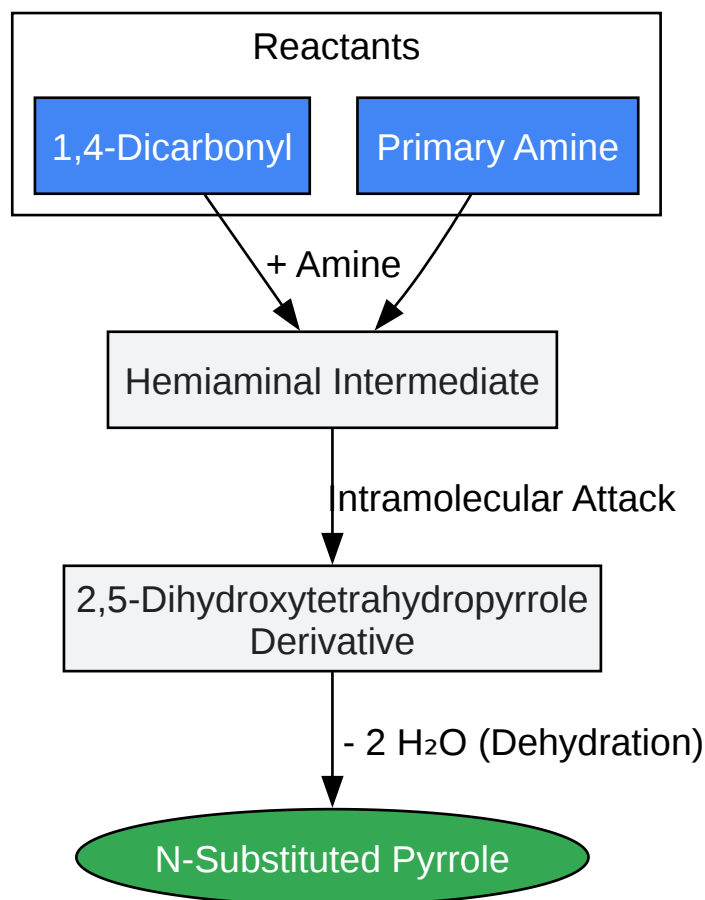 Reactants
1,4-Dicarbonyl
Primary Amine
+ Amine
Hemiaminal Intermediate
Intramolecular Attack
2,5-Dihydroxytetrahydropyrrole
Derivative
- 2 H₂O (Dehydration)
N-Substituted Pyrrole